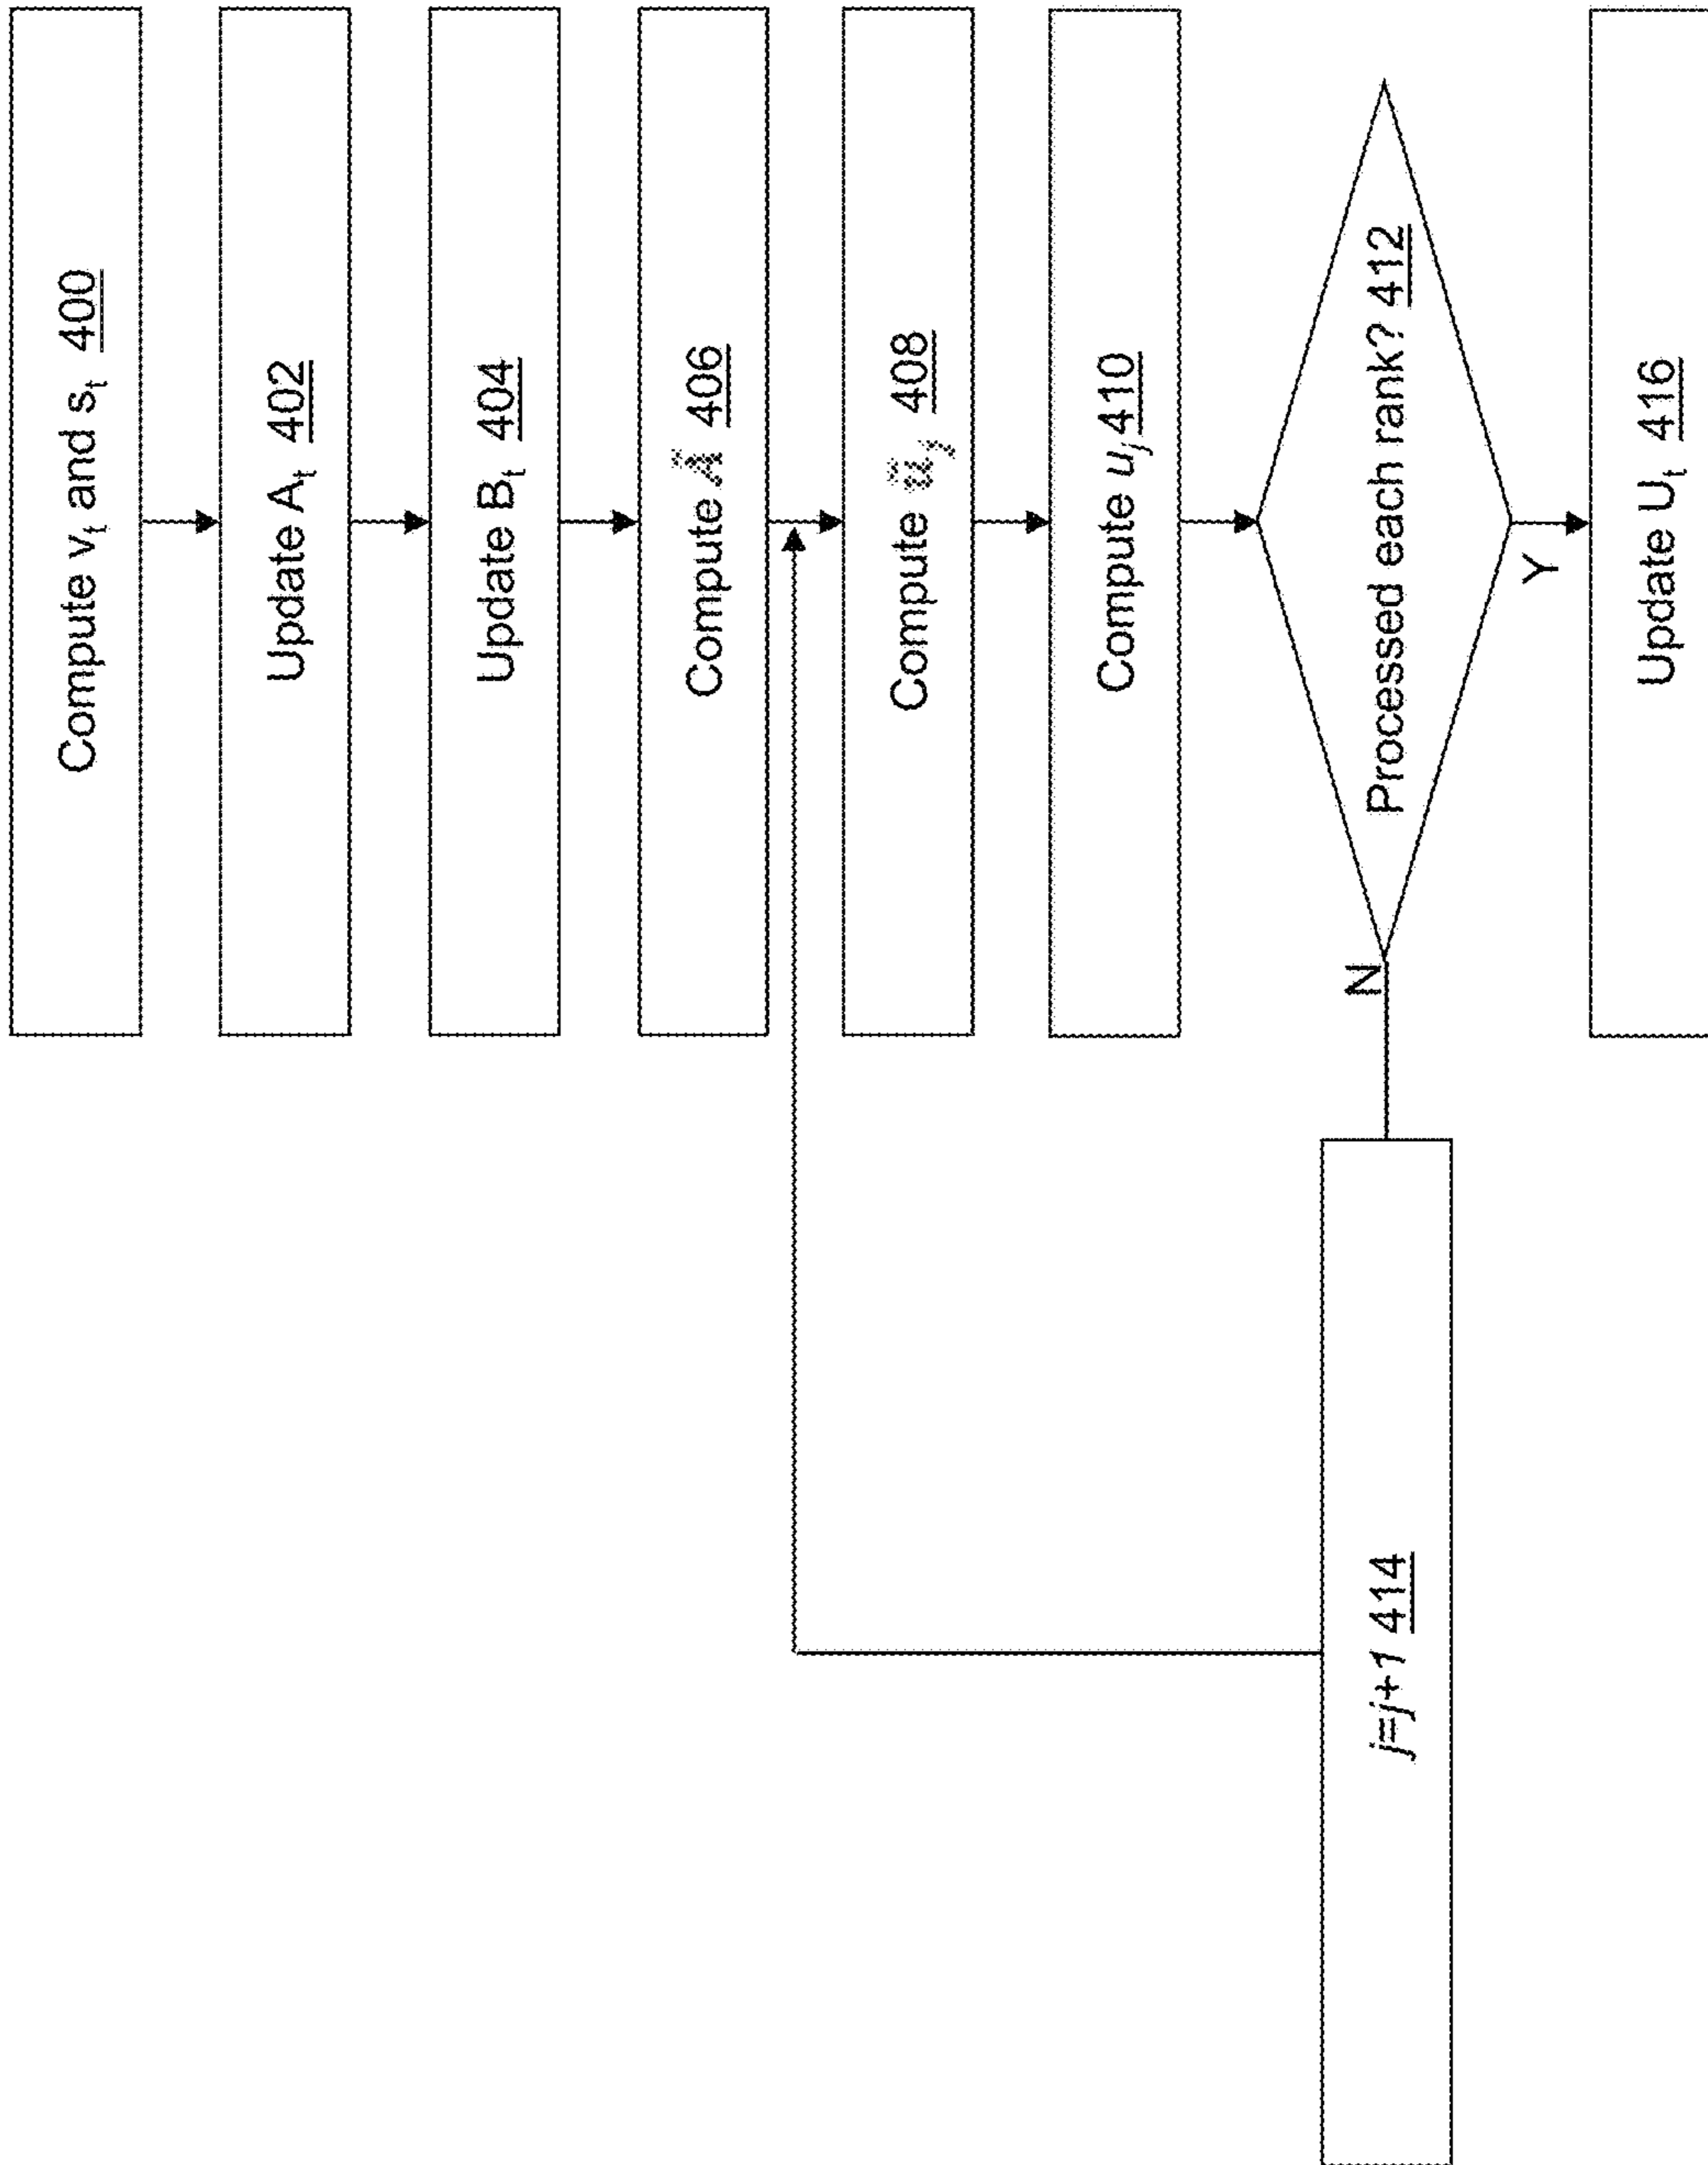 Compute vₜ and sₜ 400
Update Aₜ 402
Update Bₜ 404
Compute Ã 406
Compute ũⱼ 408
Compute uⱼ 410
Processed each rank? 412
N
j=j+1 414
Y
Update Uₜ 416